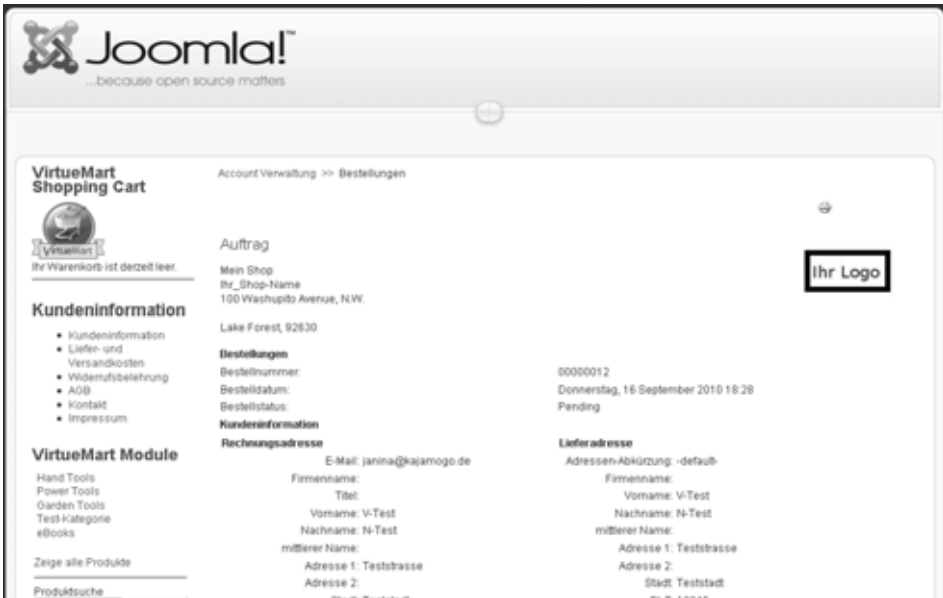 Joomla!™
...because open source matters
VirtueMart
Shopping Cart
VirtueMart
Ihr Warenkorb ist derzeit leer.
Kundeninformation
Kundeninformation
Liefer- und
Versandkosten
Widerrufsbelehrung
AGB
Kontakt
Impressum
VirtueMart Module
Hand Tools
Power Tools
Garden Tools
Test-Kategorie
eBooks
Zeige alle Produkte
Produktsuche
Account Verwaltung >> Bestellungen
Auftrag
Mein Shop
Ihr_Shop-Name
100 Washupito Avenue, N.W.
Lake Forest, 92630
Ihr Logo
Bestellungen
Bestellnummer: 00000012
Bestelldatum: Donnerstag, 16 September 2010 18:28
Bestellstatus: Pending
Kundeninformation
Rechnungsadresse
E-Mail: janina@kajamogo.de
Firmenname:
Titel:
Vorname: V-Test
Nachname: N-Test
mittlerer Name:
Adresse 1: Teststrasse
Adresse 2:
Stadt: Teststadt
Lieferadresse
Adressen-Abkürzung: -default-
Firmenname:
Vorname: V-Test
Nachname: N-Test
mittlerer Name:
Adresse 1: Teststrasse
Adresse 2:
Stadt: Teststadt